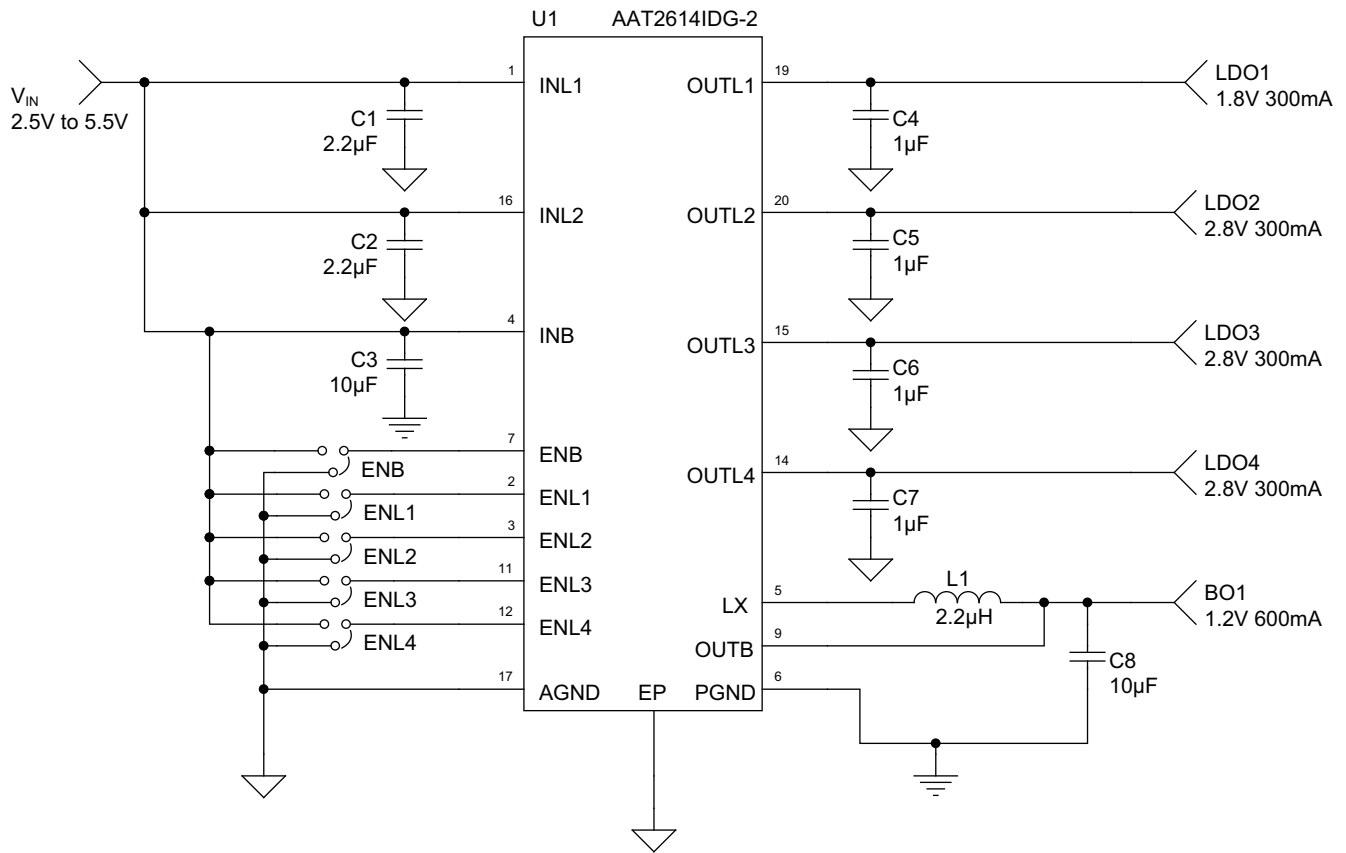 U1 AAT2614IDG-2
V_IN
2.5V to 5.5V
1
INL1
C1
2.2µF
16
INL2
C2
2.2µF
4
INB
C3
10µF
7
ENB
ENB
2
ENL1
ENL1
3
ENL2
ENL2
11
ENL3
ENL3
12
ENL4
ENL4
17
AGND
EP
PGND
6
OUTL1
19
C4
1µF
LDO1
1.8V 300mA
OUTL2
20
C5
1µF
LDO2
2.8V 300mA
OUTL3
15
C6
1µF
LDO3
2.8V 300mA
OUTL4
14
C7
1µF
LDO4
2.8V 300mA
LX
5
L1
2.2µH
BO1
1.2V 600mA
OUTB
9
C8
10µF